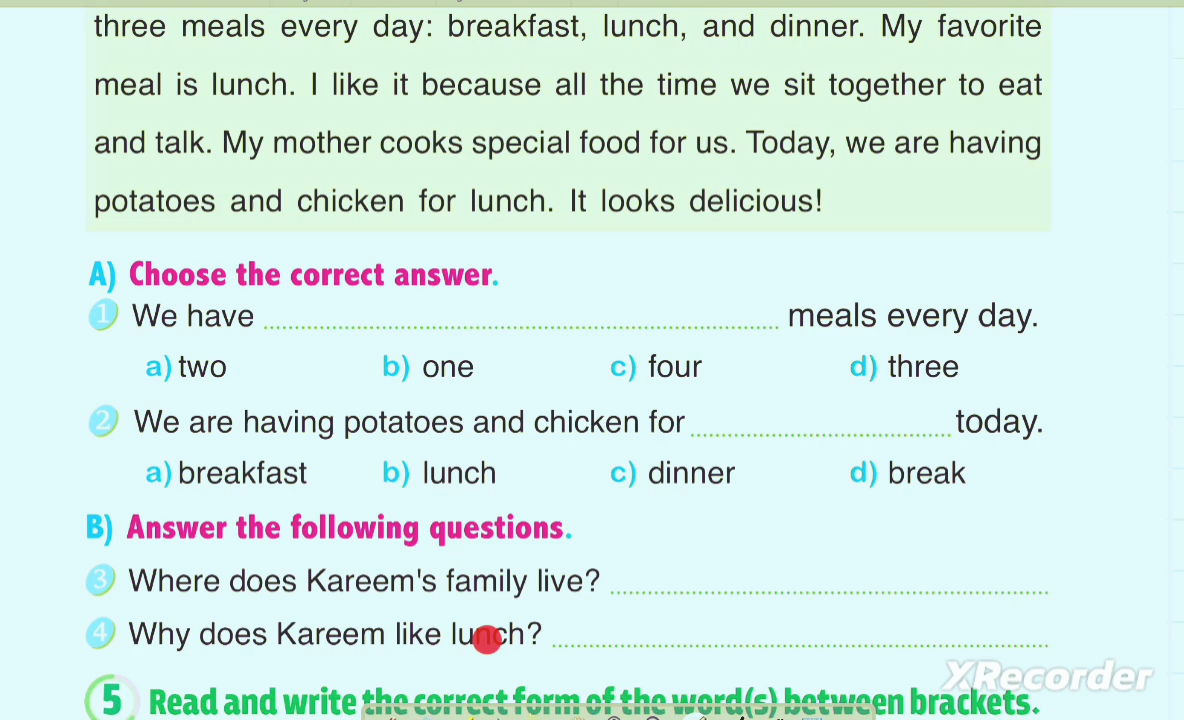 three meals every day: breakfast, lunch, and dinner. My favorite
meal is lunch. I like it because all the time we sit together to eat
and talk. My mother cooks special food for us. Today, we are having
potatoes and chicken for lunch. It looks delicious!
A) Choose the correct answer.
1 We have ........ meals every day.
a) two b) one c) four d) three
2 We are having potatoes and chicken for ........ today.
a) breakfast b) lunch c) dinner d) break
B) Answer the following questions.
3 Where does Kareem's family live? ........
4 Why does Kareem like lunch? ........
XRecorder
5 Read and write the correct form of the word(s) between brackets.